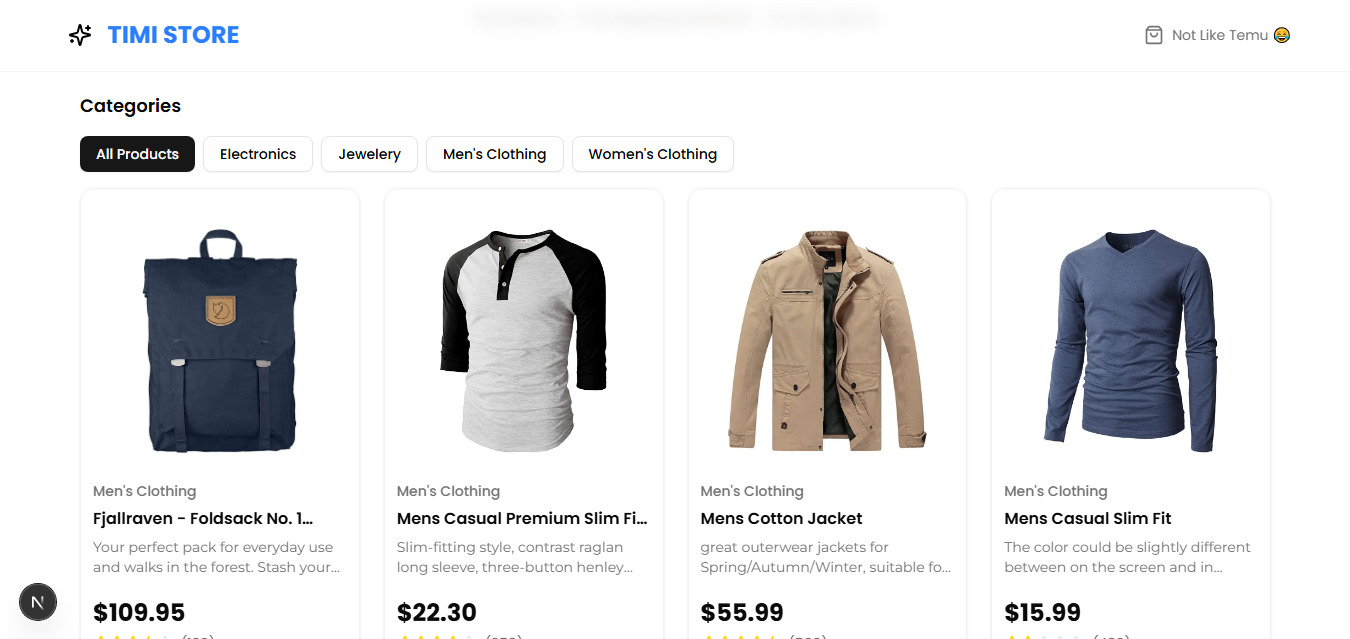 TIMI STORE
Not Like Temu 😂
Categories
All Products
Electronics
Jewelery
Men's Clothing
Women's Clothing
Men's Clothing
Fjallraven - Foldsack No. 1...
Your perfect pack for everyday use
and walks in the forest. Stash your...
$109.95
Men's Clothing
Mens Casual Premium Slim Fi...
Slim-fitting style, contrast raglan
long sleeve, three-button henley...
$22.30
Men's Clothing
Mens Cotton Jacket
great outerwear jackets for
Spring/Autumn/Winter, suitable fo...
$55.99
Men's Clothing
Mens Casual Slim Fit
The color could be slightly different
between on the screen and in...
$15.99
N